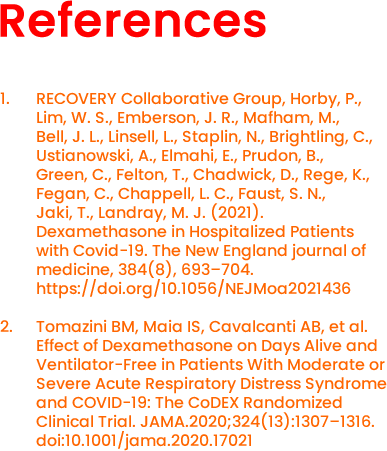 References
1. RECOVERY Collaborative Group, Horby, P.,
Lim, W. S., Emberson, J. R., Mafham, M.,
Bell, J. L., Linsell, L., Staplin, N., Brightling, C.,
Ustianowski, A., Elmahi, E., Prudon, B.,
Green, C., Felton, T., Chadwick, D., Rege, K.,
Fegan, C., Chappell, L. C., Faust, S. N.,
Jaki, T., Landray, M. J. (2021).
Dexamethasone in Hospitalized Patients
with Covid-19. The New England journal of
medicine, 384(8), 693–704.
https://doi.org/10.1056/NEJMoa2021436
2. Tomazini BM, Maia IS, Cavalcanti AB, et al.
Effect of Dexamethasone on Days Alive and
Ventilator-Free in Patients With Moderate or
Severe Acute Respiratory Distress Syndrome
and COVID-19: The CoDEX Randomized
Clinical Trial. JAMA.2020;324(13):1307–1316.
doi:10.1001/jama.2020.17021